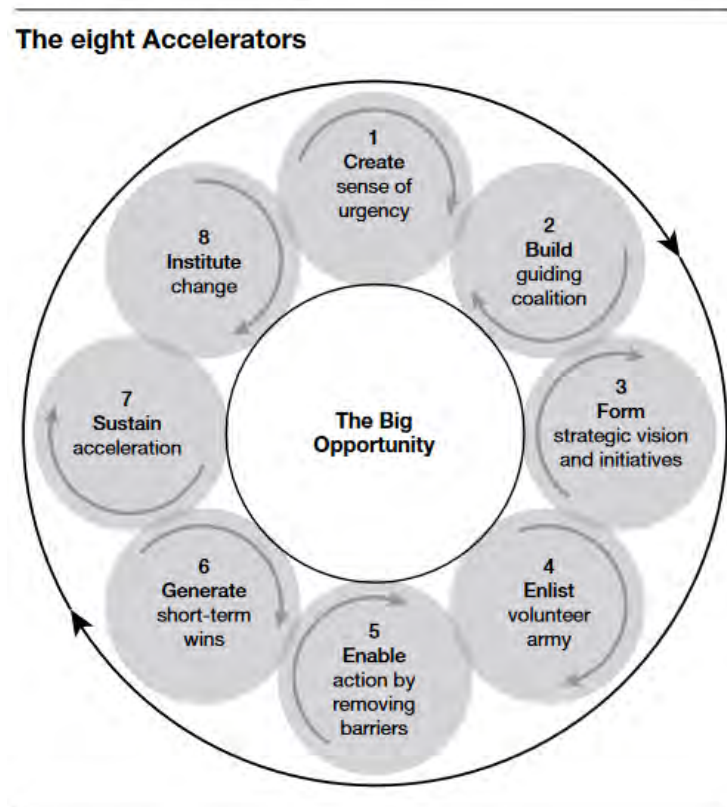 The eight Accelerators
1
Create
sense of
urgency
2
Build
guiding
coalition
3
Form
strategic vision
and initiatives
4
Enlist
volunteer
army
5
Enable
action by
removing
barriers
6
Generate
short-term
wins
7
Sustain
acceleration
8
Institute
change
The Big
Opportunity